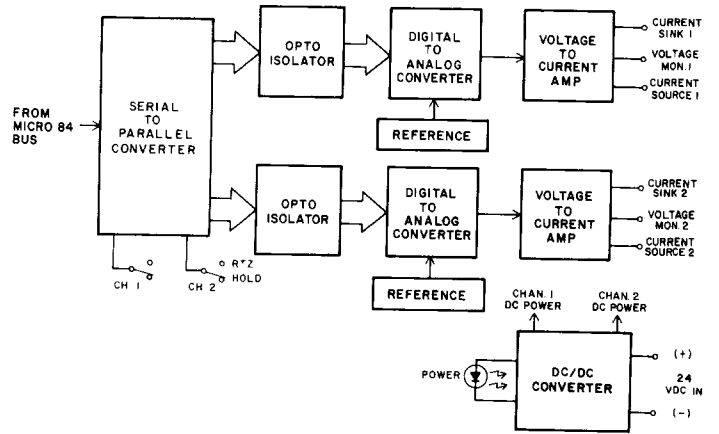 FROM
MICRO 84
BUS
SERIAL
TO
PARALLEL
CONVERTER
OPTO
ISOLATOR
DIGITAL
TO
ANALOG
CONVERTER
VOLTAGE
TO
CURRENT
AMP
CURRENT
SINK 1
VOLTAGE
MON. 1
CURRENT
SOURCE 1
REFERENCE
OPTO
ISOLATOR
DIGITAL
TO
ANALOG
CONVERTER
VOLTAGE
TO
CURRENT
AMP
CURRENT
SINK 2
VOLTAGE
MON. 2
CURRENT
SOURCE 2
REFERENCE
CH 1
CH 2
R*Z
HOLD
CHAN. 1
DC POWER
CHAN. 2
DC POWER
POWER
DC/DC
CONVERTER
(+)
24
VDC IN
(-)